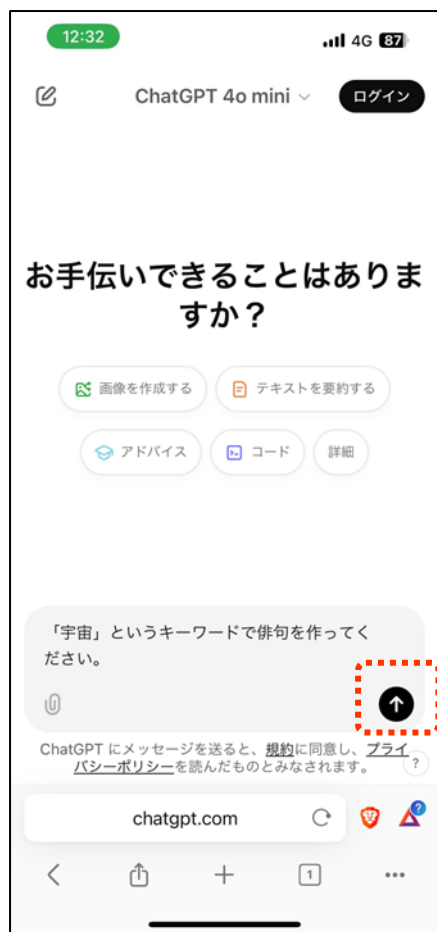 12:32
4G 87
ChatGPT 4o mini
ログイン
お手伝いできることはありま
すか？
画像を作成する
テキストを要約する
アドバイス
コード
詳細
「宇宙」というキーワードで俳句を作ってく
ださい。
ChatGPT にメッセージを送ると、規約に同意し、プライ
バシーポリシーを読んだものとみなされます。
?
chatgpt.com
1